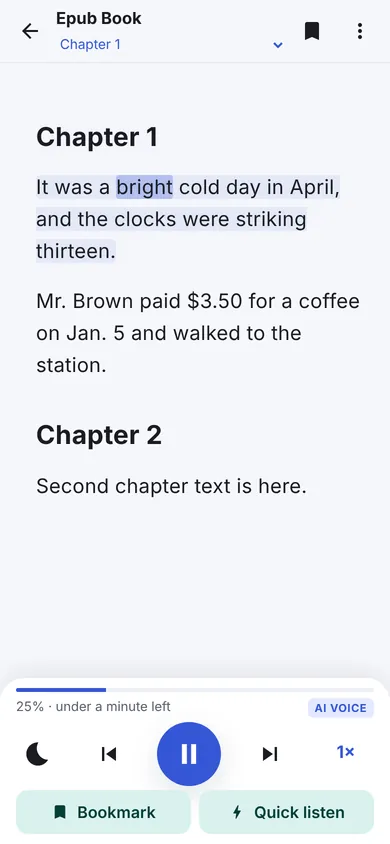 Epub Book
Chapter 1
Chapter 1
It was a bright cold day in April,
and the clocks were striking
thirteen.
Mr. Brown paid $3.50 for a coffee
on Jan. 5 and walked to the
station.
Chapter 2
Second chapter text is here.
25% · under a minute left
AI VOICE
1×
Bookmark
Quick listen